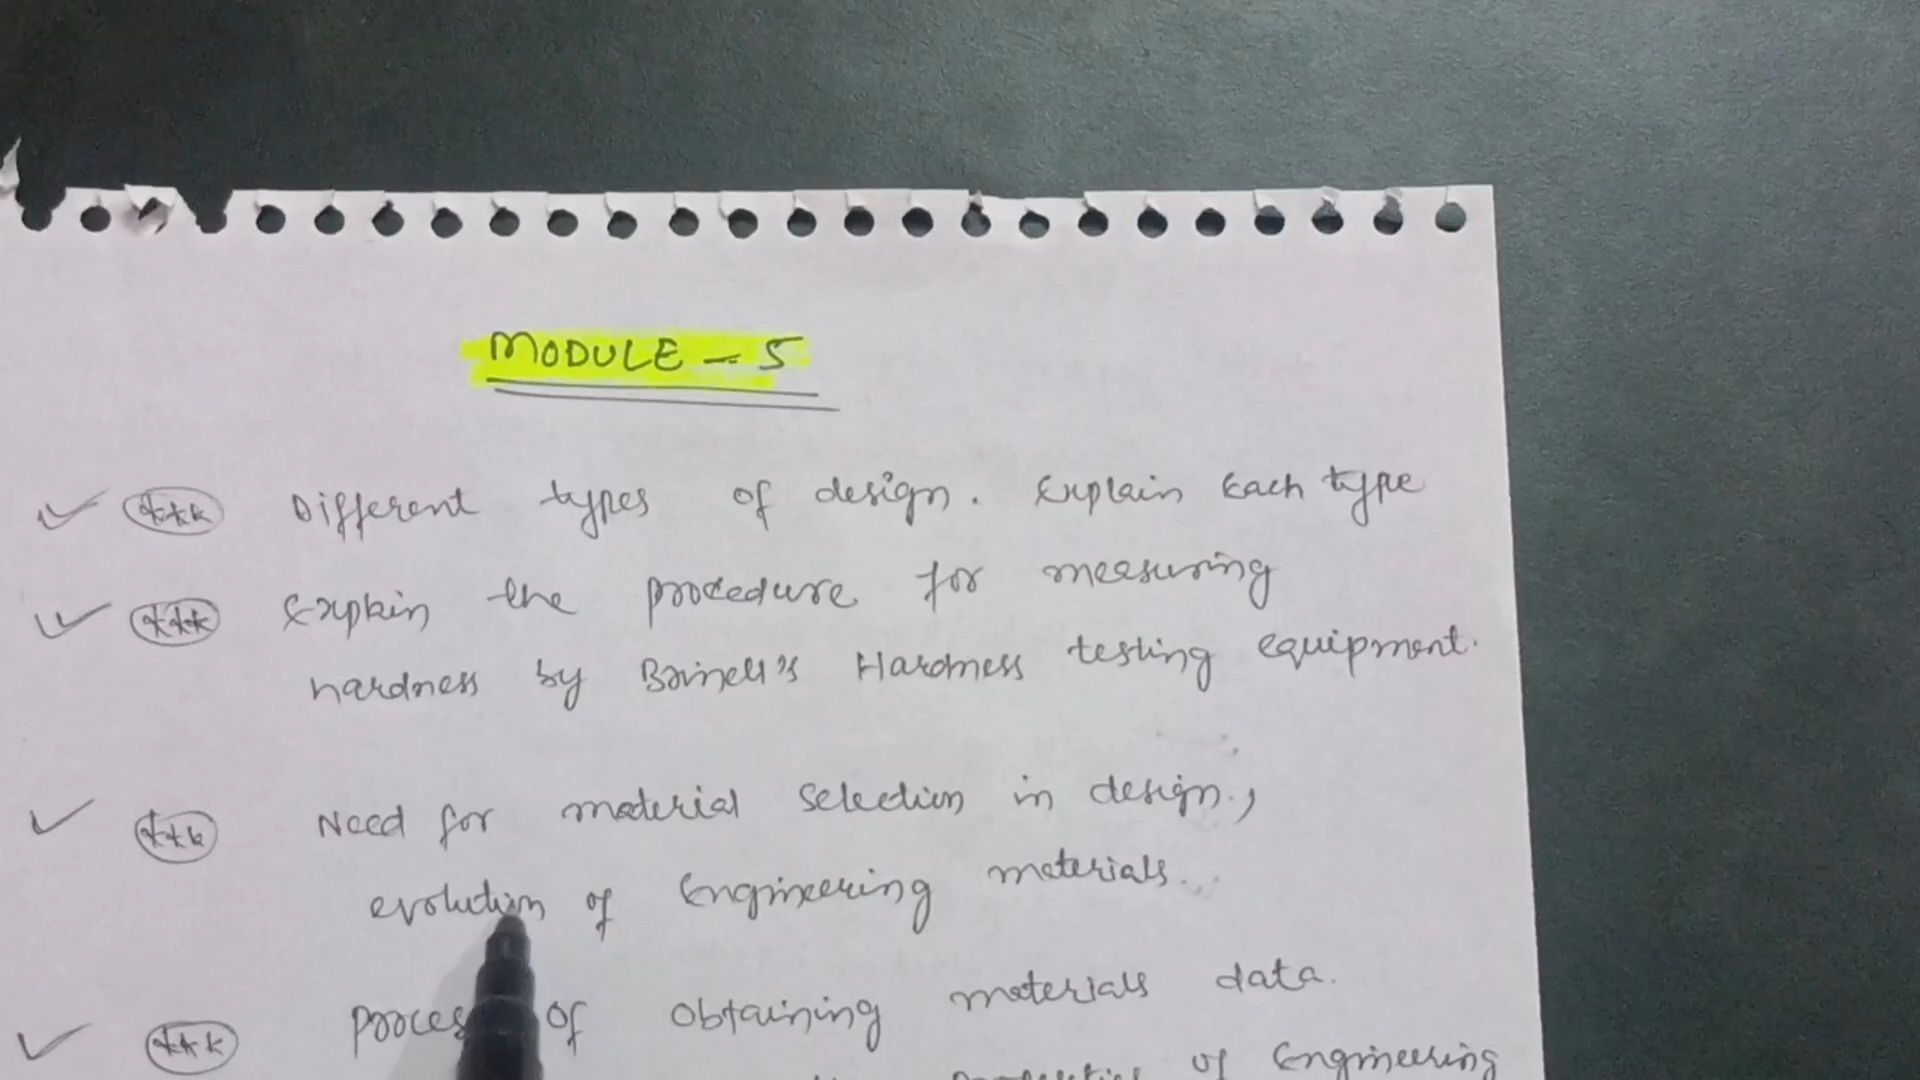 MODULE - 5
*** Different types of design. Explain Each type
*** Explain the procedure for measuring
hardness by Brinell's Hardness testing equipment.
*** Need for material selection in design.,
evolution of Engineering materials.
*** process of obtaining materials data.
properties of Engineering